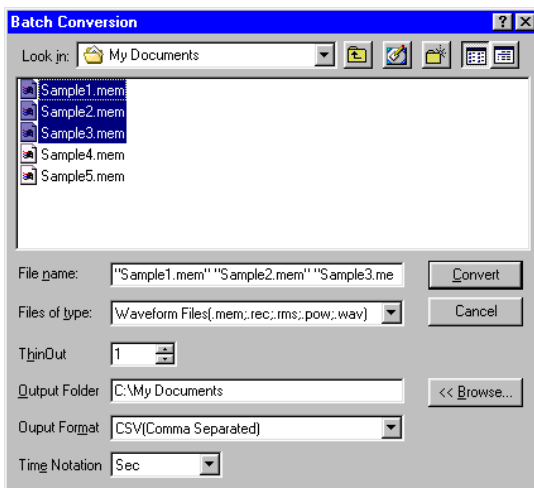 Batch Conversion
Look in: My Documents
Sample1.mem
Sample2.mem
Sample3.mem
Sample4.mem
Sample5.mem
File name: "Sample1.mem" "Sample2.mem" "Sample3.me Convert
Files of type: Waveform Files(.mem;.rec;.rms;.pow;.wav) Cancel
ThinOut 1
Output Folder C:\My Documents << Browse...
Ouput Format CSV(Comma Separated)
Time Notation Sec